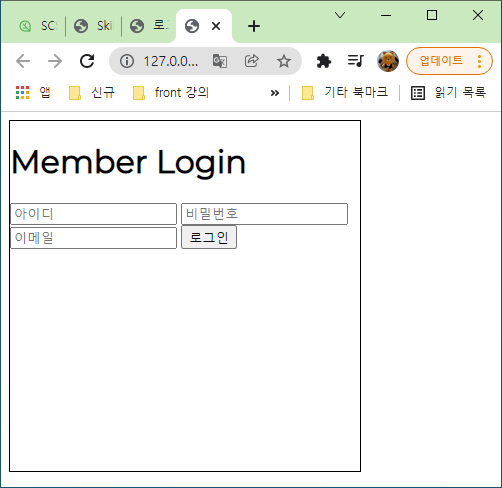 SC!
Ski
로그
127.0.0...
업데이트
앱 신규 front 강의 » 기타 북마크 읽기 목록
Member Login
아이디 비밀번호
이메일 로그인